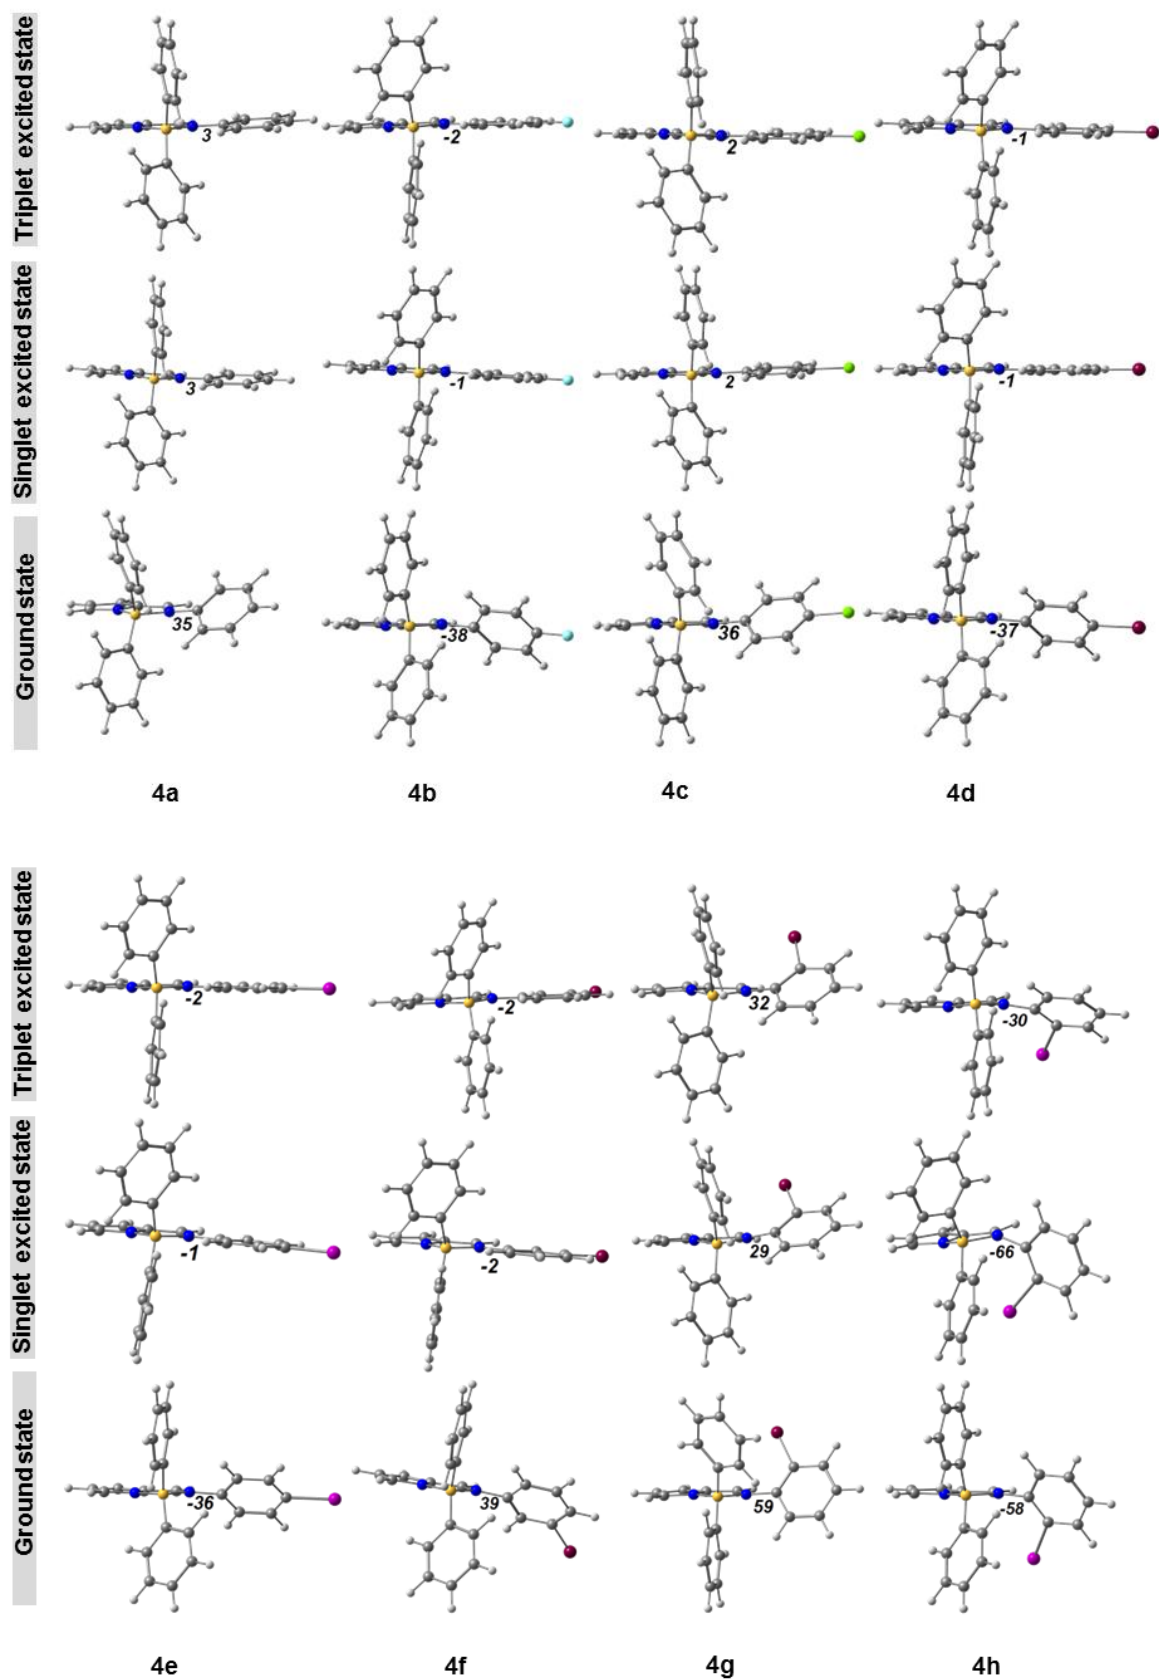 Triplet excited state
3
-2
2
-1
Singlet excited state
3
-1
2
-1
Ground state
35
-38
36
-37
4a
4b
4c
4d
Triplet excited state
-2
-2
32
-30
Singlet excited state
-1
-2
29
-66
Ground state
-36
39
59
-58
4e
4f
4g
4h